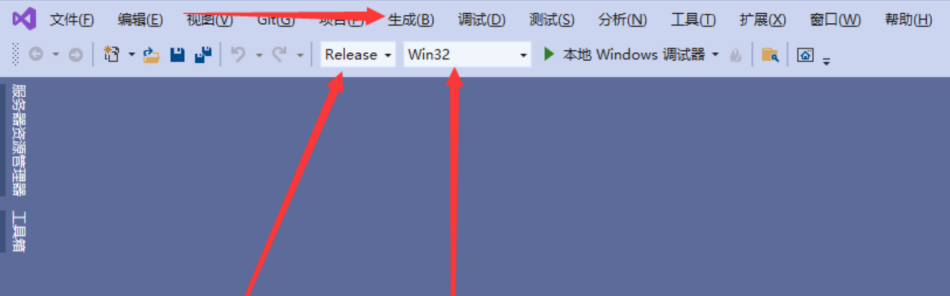 文件(F) 编辑(E) 视图(V) Git(G) 项目(P) 生成(B) 调试(D) 测试(S) 分析(N) 工具(T) 扩展(X) 窗口(W) 帮助(H)
Release Win32 本地 Windows 调试器
服务器资源管理器
工具箱